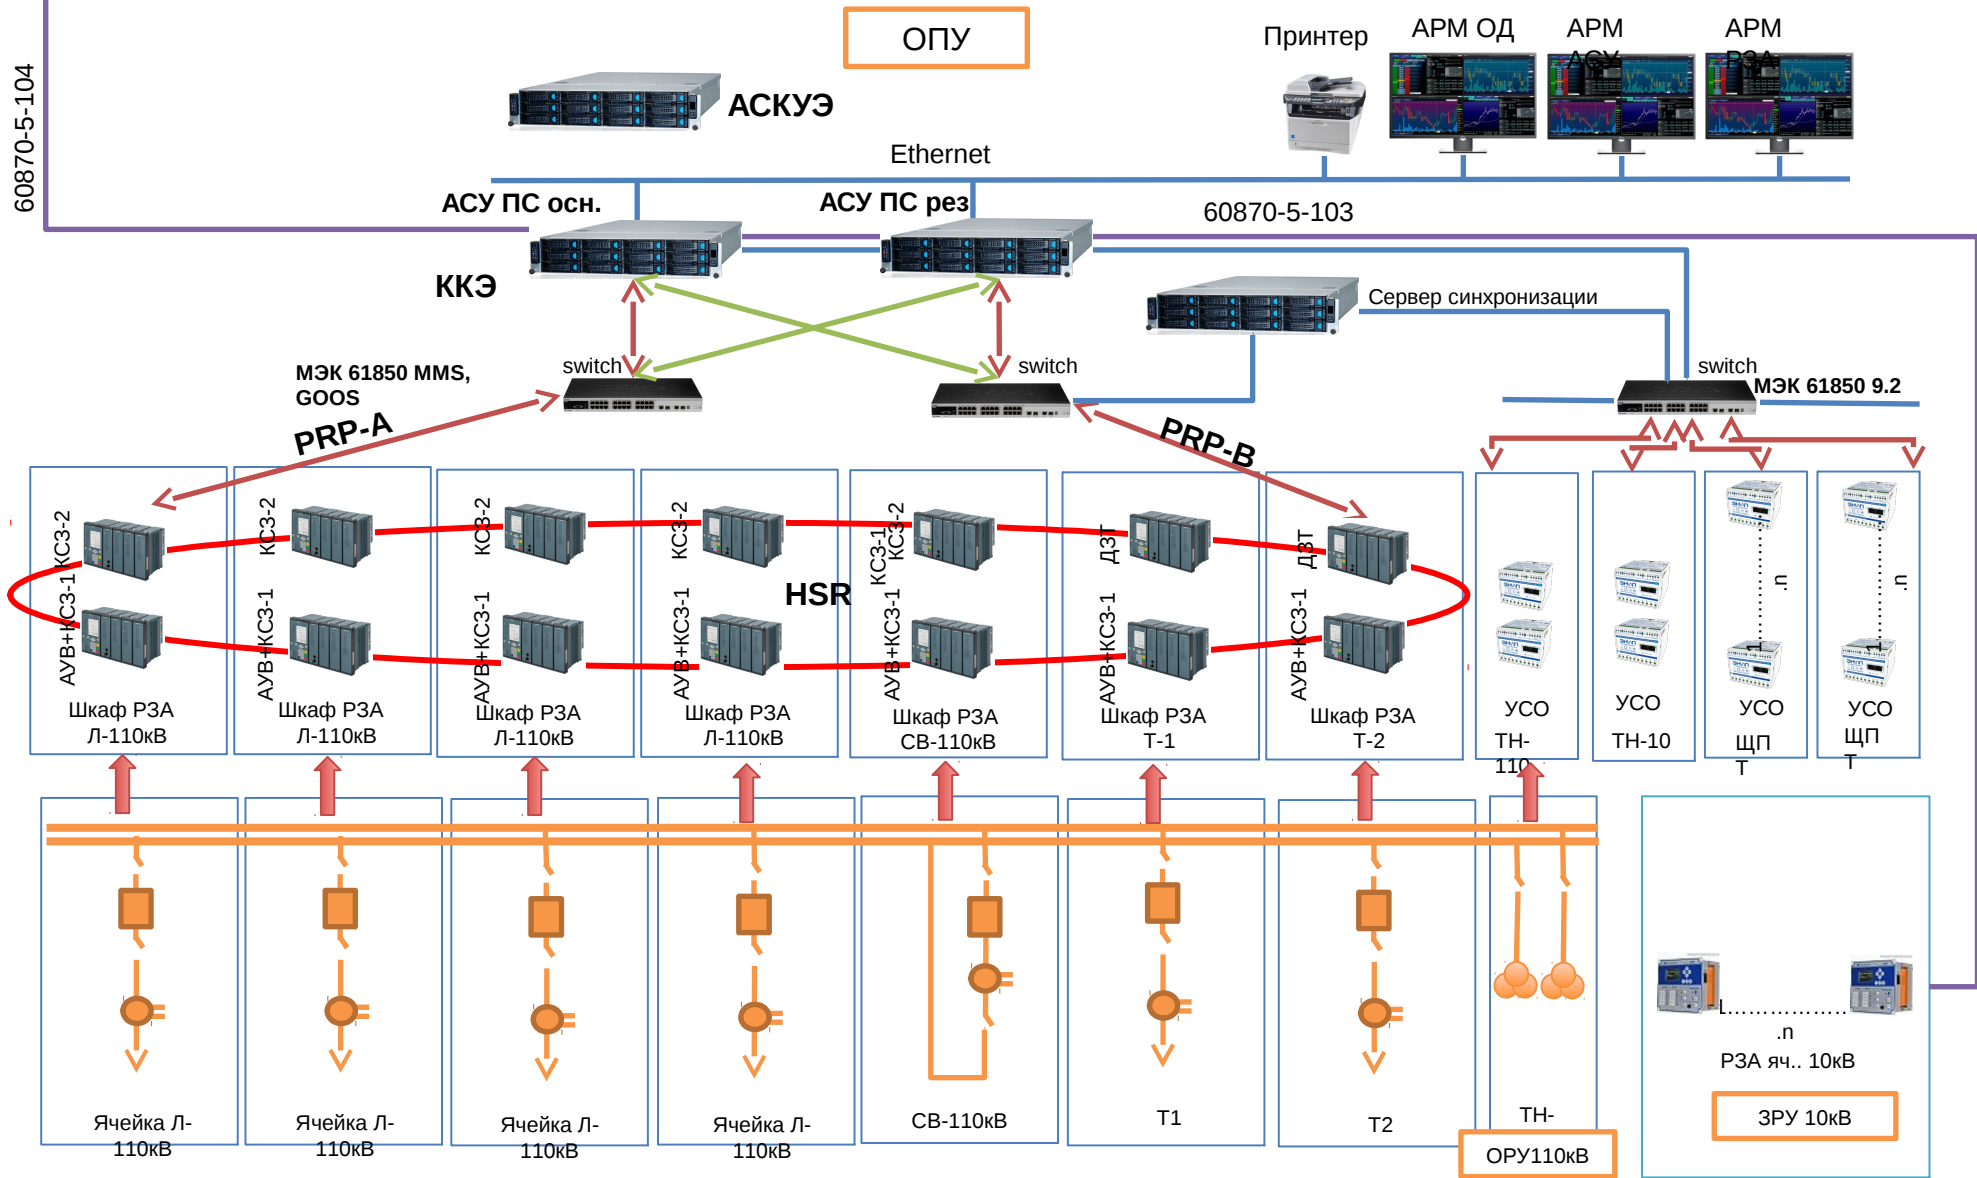 ОПУ
Принтер
АРМ ОД
АРМ
АСУ
АРМ
РЗА
60870-5-104
АСКУЭ
Ethernet
АСУ ПС осн.
АСУ ПС рез
60870-5-103
ККЭ
Сервер синхронизации
switch
switch
switch
МЭК 61850 MMS,
GOOS
МЭК 61850 9.2
PRP-A
PRP-B
КСЗ-2
КСЗ-2
КСЗ-2
КСЗ-2
КСЗ-1
КСЗ-2
ДЗТ
ДЗТ
HSR
АУВ+КСЗ-1
АУВ+КСЗ-1
АУВ+КСЗ-1
АУВ+КСЗ-1
АУВ+КСЗ-1
АУВ+КСЗ-1
АУВ+КСЗ-1
1...........n
1...........n
Шкаф РЗА
Л-110кВ
Шкаф РЗА
Л-110кВ
Шкаф РЗА
Л-110кВ
Шкаф РЗА
Л-110кВ
Шкаф РЗА
СВ-110кВ
Шкаф РЗА
Т-1
Шкаф РЗА
Т-2
УСО
ТН-
110
УСО
ТН-10
УСО
ЩП
Т
УСО
ЩП
Т
Ячейка Л-
110кВ
Ячейка Л-
110кВ
Ячейка Л-
110кВ
Ячейка Л-
110кВ
СВ-110кВ
Т1
Т2
ТН-
ОРУ110кВ
1................
.n
РЗА яч.. 10кВ
ЗРУ 10кВ